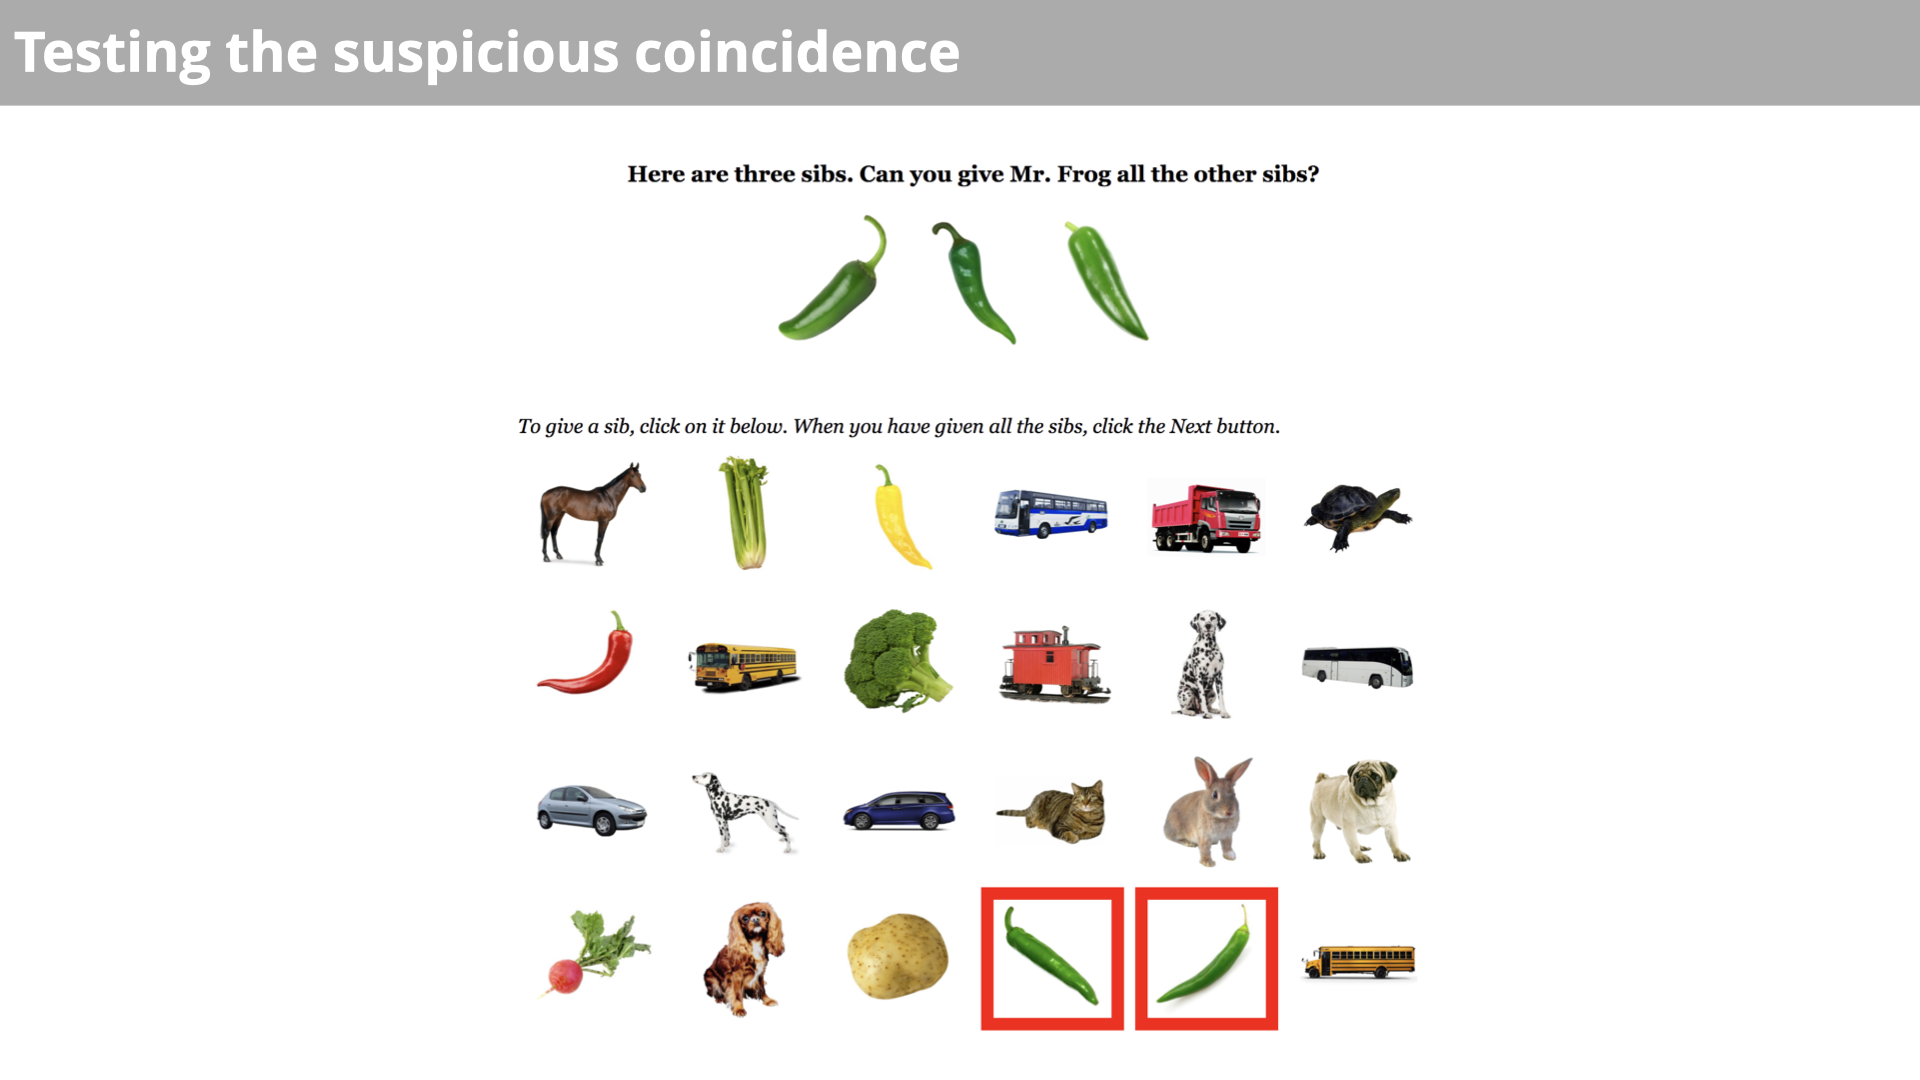 Testing the suspicious coincidence
Here are three sibs. Can you give Mr. Frog all the other sibs?
To give a sib, click on it below. When you have given all the sibs, click the Next button.